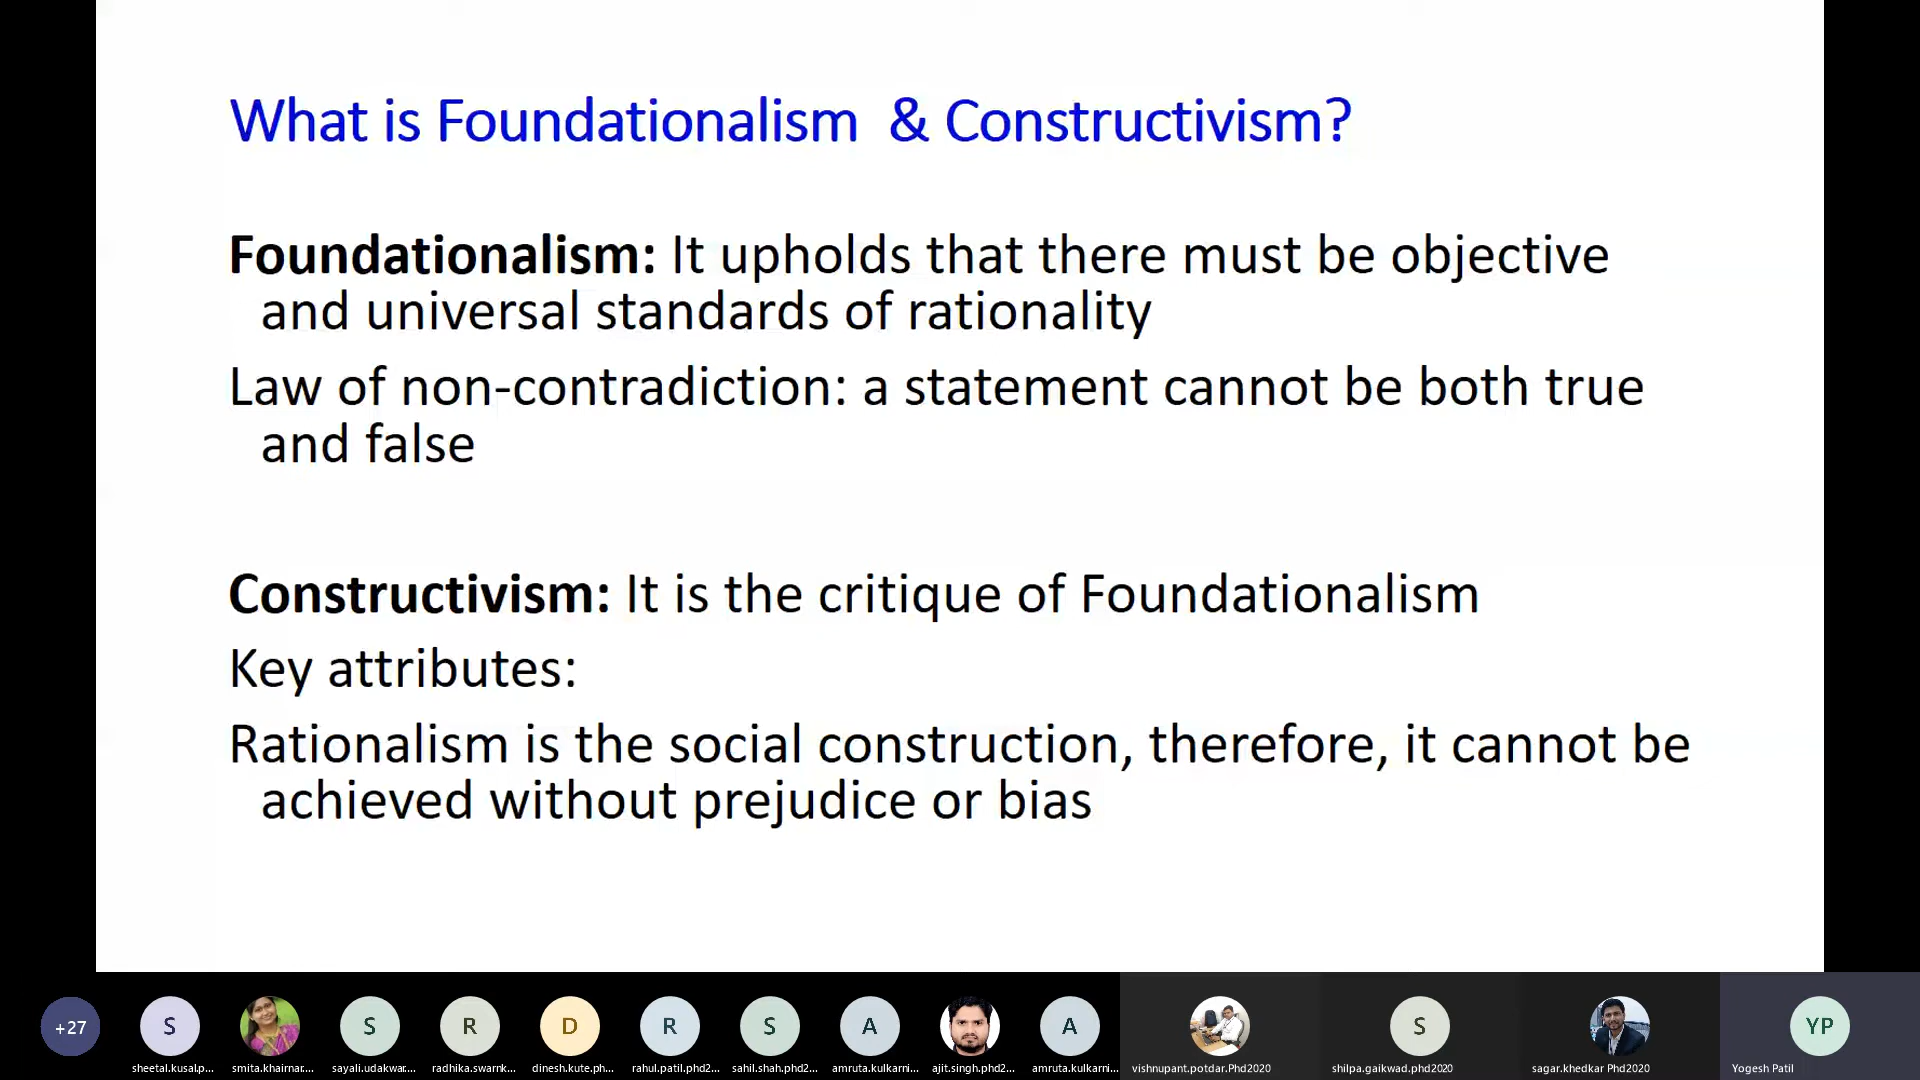 What is Foundationalism & Constructivism?
Foundationalism: It upholds that there must be objective
and universal standards of rationality
Law of non-contradiction: a statement cannot be both true
and false
Constructivism: It is the critique of Foundationalism
Key attributes:
Rationalism is the social construction, therefore, it cannot be
achieved without prejudice or bias
+27 S S R D R S A A S YP
sheetal.kusal.p... smita.khairnar.... sayali.udakwar.... radhika.swarnk... dinesh.kute.ph... rahul.patil.phd2... sahil.shah.phd2... amruta.kulkarni... ajit.singh.phd2... amruta.kulkarni... vishnupant.potdar.Phd2020 shilpa.gaikwad.phd2020 sagar.khedkar Phd2020 Yogesh Patil